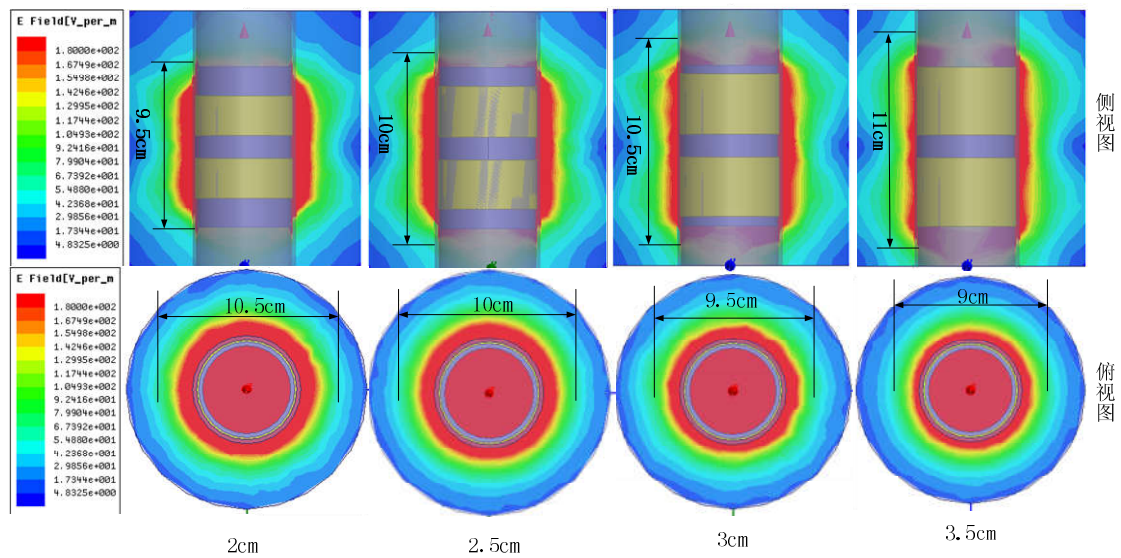 E Field[V_per_m
1.8000e+002
1.6749e+002
1.5498e+002
1.4246e+002
1.2995e+002
1.1744e+002
1.0493e+002
9.2416e+001
7.9904e+001
6.7392e+001
5.4880e+001
4.2368e+001
2.9856e+001
1.7344e+001
4.8325e+000
9.5cm
10cm
10.5cm
11cm
侧视图
E Field[V_per_m
1.8000e+002
1.6749e+002
1.5498e+002
1.4246e+002
1.2995e+002
1.1744e+002
1.0493e+002
9.2416e+001
7.9904e+001
6.7392e+001
5.4880e+001
4.2368e+001
2.9856e+001
1.7344e+001
4.8325e+000
10.5cm
10cm
9.5cm
9cm
俯视图
2cm
2.5cm
3cm
3.5cm